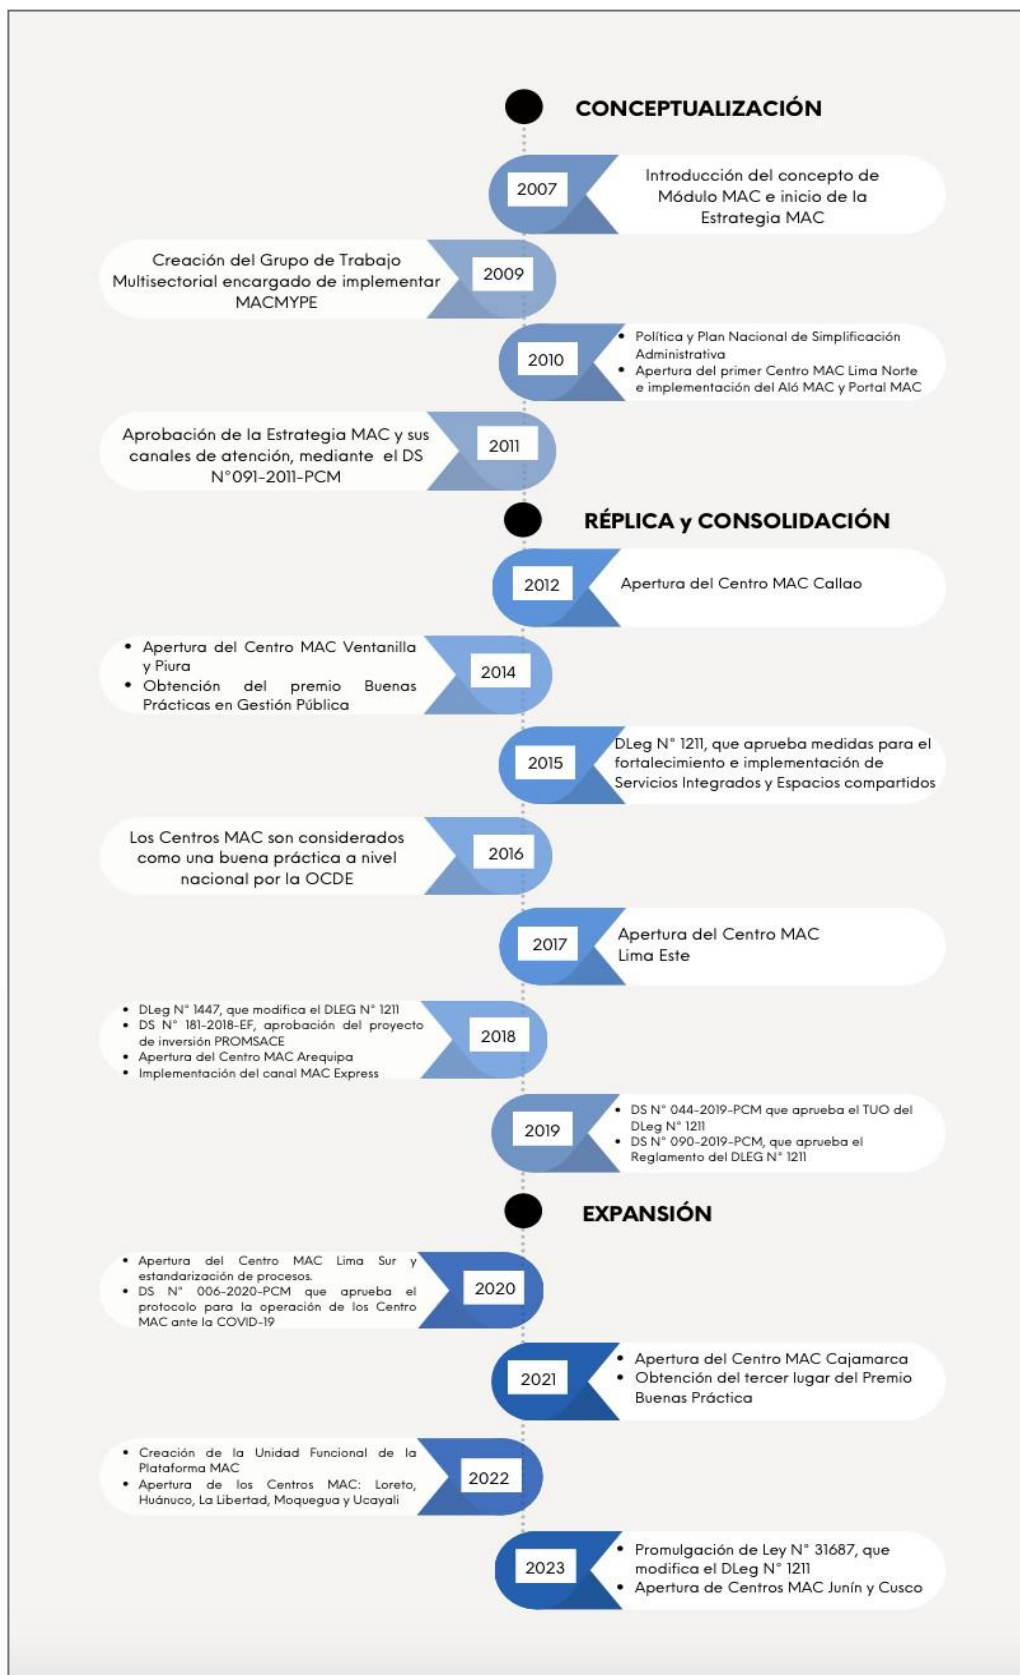 CONCEPTUALIZACIÓN
2007
Introducción del concepto de
Módulo MAC e inicio de la
Estrategia MAC
Creación del Grupo de Trabajo
Multisectorial encargado de implementar
MACMYPE
2009
2010
• Política y Plan Nacional de Simplificación
Administrativa
• Apertura del primer Centro MAC Lima Norte
e implementación del Aló MAC y Portal MAC
Aprobación de la Estrategia MAC y sus
canales de atención, mediante el DS
N°091-2011-PCM
2011
RÉPLICA y CONSOLIDACIÓN
2012
Apertura del Centro MAC Callao
• Apertura del Centro MAC Ventanilla
y Piura
• Obtención del premio Buenas
Prácticas en Gestión Pública
2014
2015
DLeg N° 1211, que aprueba medidas para el
fortalecimiento e implementación de
Servicios Integrados y Espacios compartidos
Los Centros MAC son considerados
como una buena práctica a nivel
nacional por la OCDE
2016
2017
Apertura del Centro MAC
Lima Este
• DLeg N° 1447, que modifica el DLEG N° 1211
• DS N° 181-2018-EF, aprobación del proyecto
de inversión PROMSACE
• Apertura del Centro MAC Arequipa
• Implementación del canal MAC Express
2018
2019
• DS N° 044-2019-PCM que aprueba el TUO del
DLeg N° 1211
• DS N° 090-2019-PCM, que aprueba el
Reglamento del DLEG N° 1211
EXPANSIÓN
• Apertura del Centro MAC Lima Sur y
estandarización de procesos.
• DS N° 006-2020-PCM que aprueba el
protocolo para la operación de los Centro
MAC ante la COVID-19
2020
2021
• Apertura del Centro MAC Cajamarca
• Obtención del tercer lugar del Premio
Buenas Práctica
• Creación de la Unidad Funcional de la
Plataforma MAC
• Apertura de los Centros MAC: Loreto,
Huánuco, La Libertad, Moquegua y Ucayali
2022
2023
• Promulgación de Ley N° 31687, que
modifica el DLeg N° 1211
• Apertura de Centros MAC Junín y Cusco